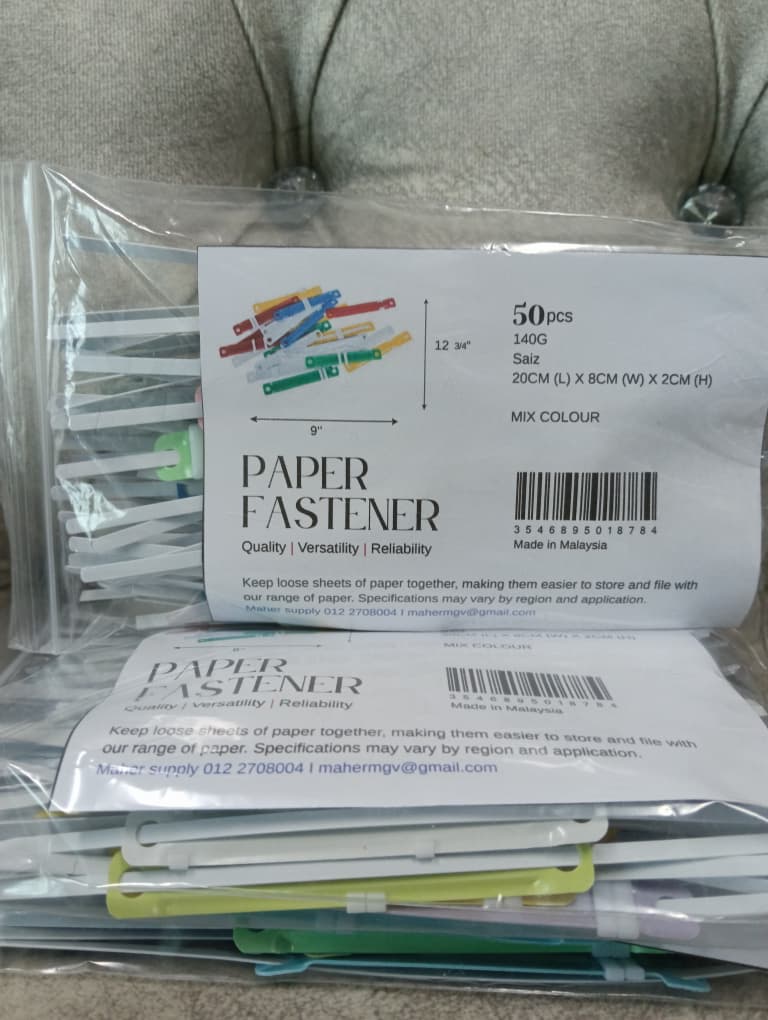 50pcs
140G
Saiz
20CM (L) X 8CM (W) X 2CM (H)
MIX COLOUR
12 3/4"
9"
PAPER
FASTENER
Quality | Versatility | Reliability
3546895018784
Made in Malaysia
Keep loose sheets of paper together, making them easier to store and file with
our range of paper. Specifications may vary by region and application.
Maher supply 012 2708004 I mahermgv@gmail.com
20CM (L) X 8CM (W) X 2CM (H)
MIX COLOUR
PAPER
FASTENER
Quality | Versatility | Reliability
3546895018784
Made in Malaysia
Keep loose sheets of paper together, making them easier to store and file with
our range of paper. Specifications may vary by region and application.
Maher supply 012 2708004 I mahermgv@gmail.com